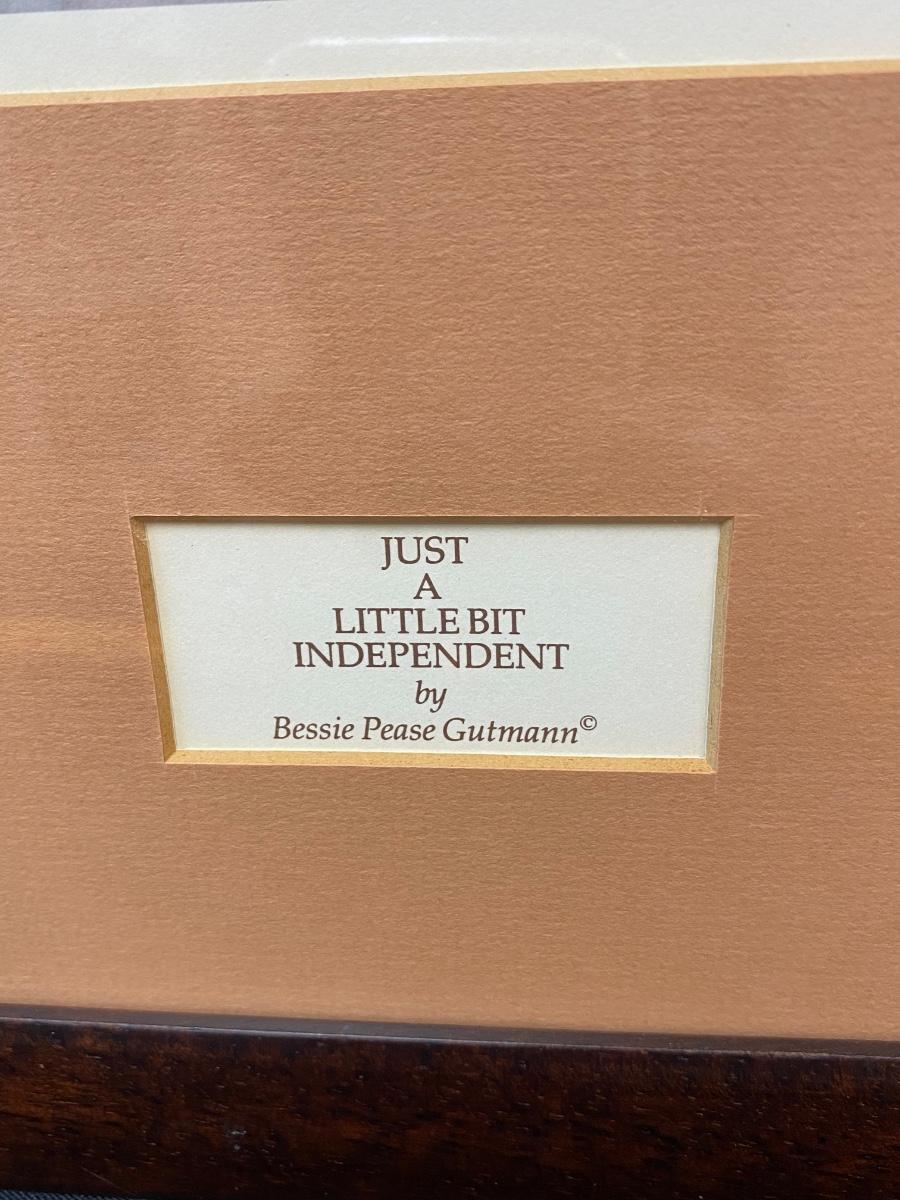 JUST
A
LITTLE BIT
INDEPENDENT
by
Bessie Pease Gutmann©